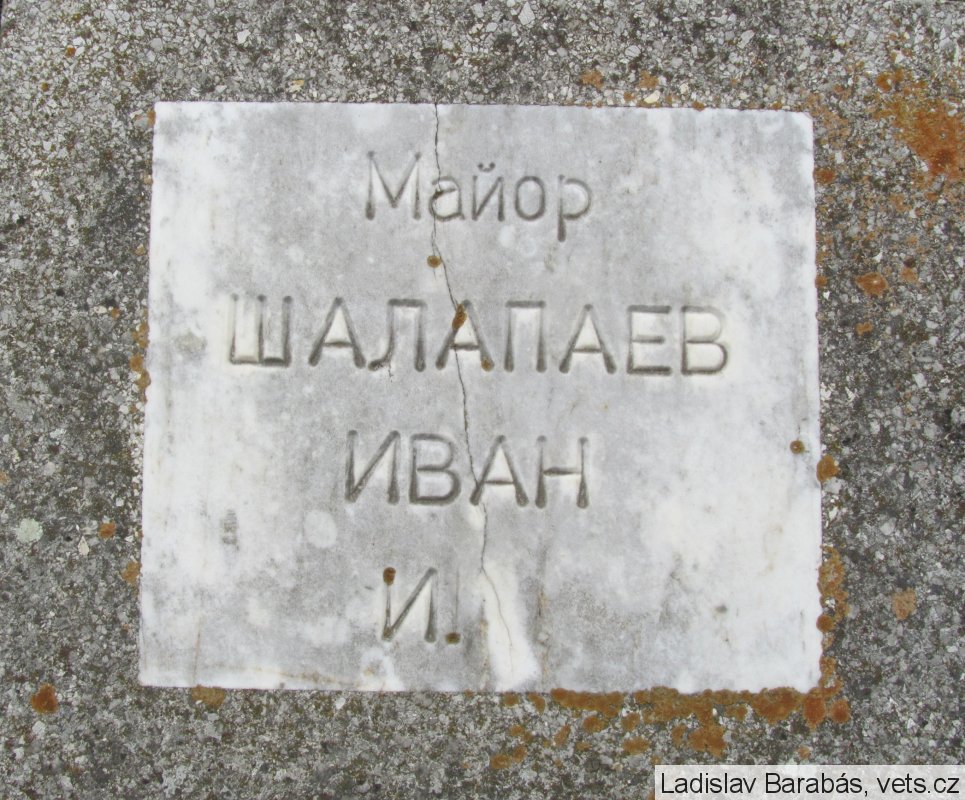 Майор
ШАЛАПАЕВ
ИВАН
И.
Ladislav Barabás, vets.cz